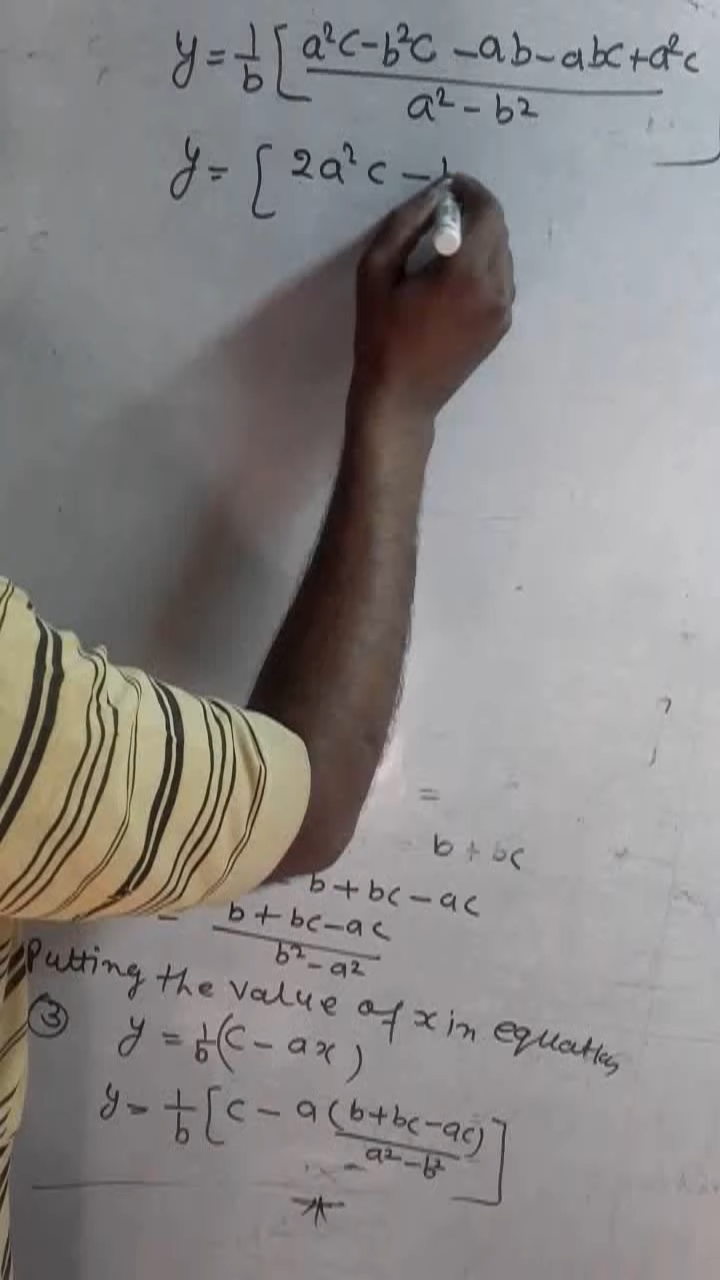 y = 1/b [ a²c - b²c - ab - abc + a²c / a² - b² ]
y = [ 2a²c -
=
b + bc
b + bc - ac
= b + bc - ac / b² - a²
Putting the value of x in equation
③ y = 1/b (c - ax)
y = 1/b [ c - a (b + bc - ac) / a² - b² ]